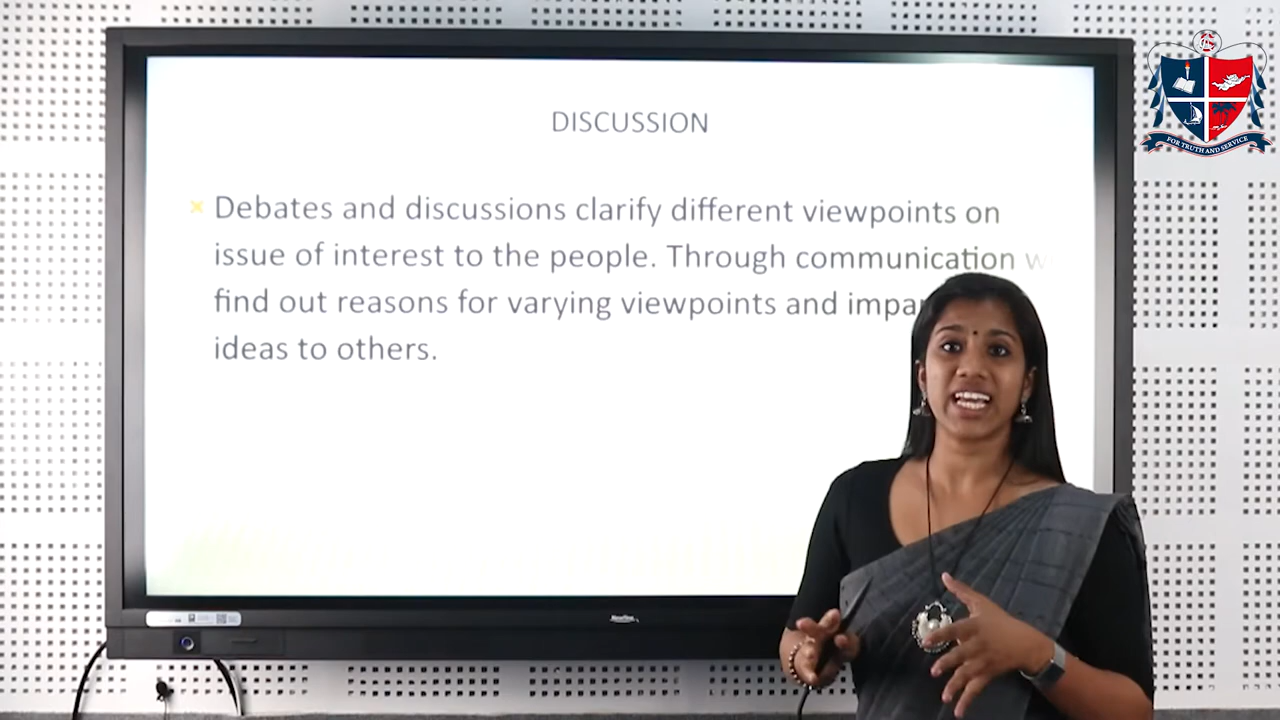 DISCUSSION
Debates and discussions clarify different viewpoints on
issue of interest to the people. Through communication
find out reasons for varying viewpoints and
ideas to others.
FOR TRUTH AND SERVICE